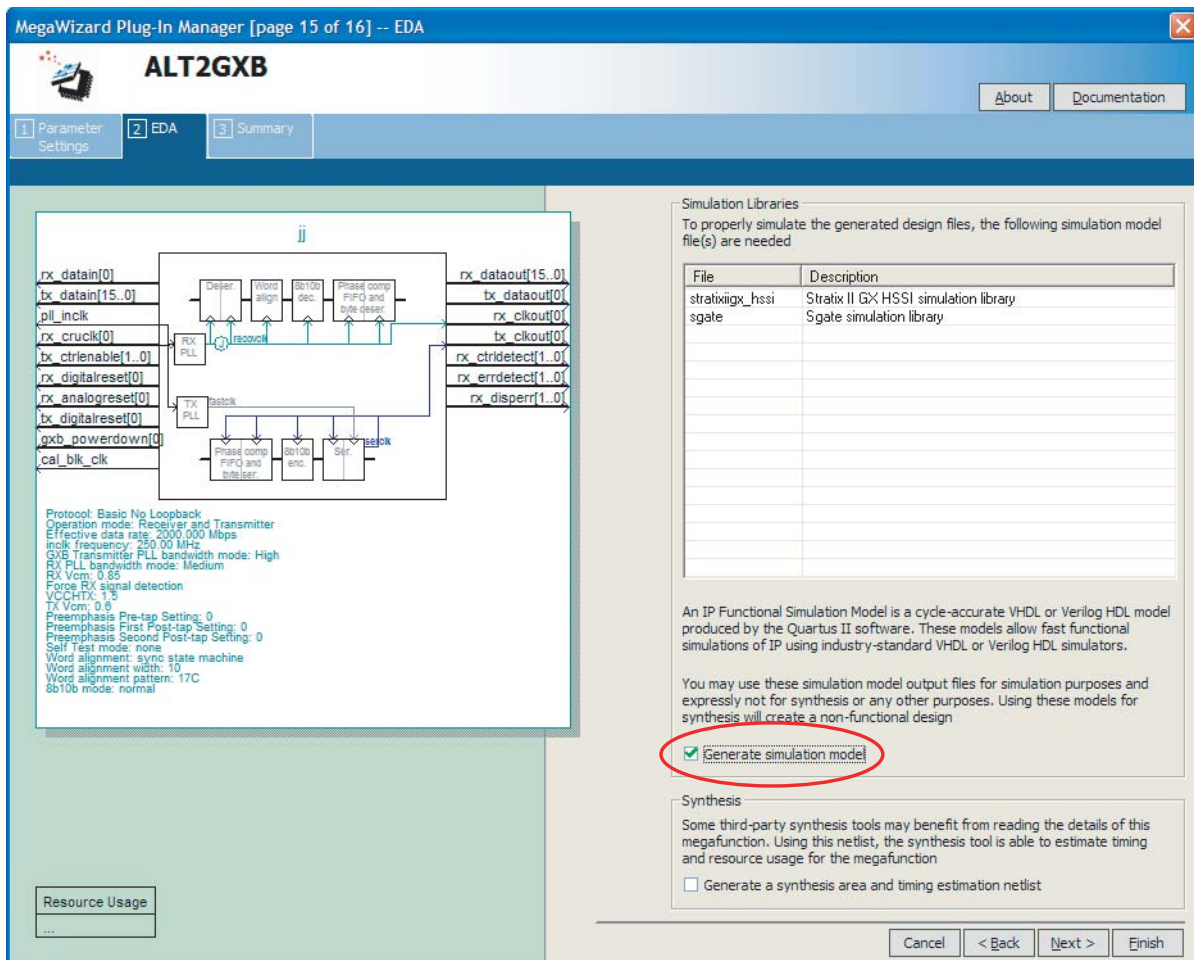 MegaWizard Plug-In Manager [page 15 of 16] -- EDA
ALT2GXB
About
Documentation
1 Parameter
Settings
2 EDA
3 Summary
jj
rx_datain[0]
tx_datain[15..0]
pll_inclk
rx_cruclk[0]
tx_ctrlenable[1..0]
rx_digitalreset[0]
rx_analogreset[0]
tx_digitalreset[0]
gxb_powerdown[0]
cal_blk_clk
Deser.
Word
align
8b10b
dec.
Phase comp
FIFO and
byte deser.
RX
PLL
recovclk
TX
PLL
fastclk
Phase comp
FIFO and
byte ser.
8b10b
enc.
Ser.
serclk
rx_dataout[15..0]
tx_dataout[0]
rx_clkout[0]
tx_clkout[0]
rx_ctrldetect[1..0]
rx_errdetect[1..0]
rx_disperr[1..0]
Protocol: Basic No Loopback
Operation mode: Receiver and Transmitter
Effective data rate: 2000.000 Mbps
inclk frequency: 250.00 MHz
GXB Transmitter PLL bandwidth mode: High
RX PLL bandwidth mode: Medium
RX Vcm: 0.85
Force RX signal detection
VCCHTX: 1.5
TX Vcm: 0.6
Preemphasis Pre-tap Setting: 0
Preemphasis First Post-tap Setting: 0
Preemphasis Second Post-tap Setting: 0
Self Test mode: none
Word alignment: sync state machine
Word alignment width: 10
Word alignment pattern: 17C
8b10b mode: normal
Resource Usage
...
Simulation Libraries
To properly simulate the generated design files, the following simulation model
file(s) are needed
File Description
stratixiigx_hssi Stratix II GX HSSI simulation library
sgate Sgate simulation library
An IP Functional Simulation Model is a cycle-accurate VHDL or Verilog HDL model
produced by the Quartus II software. These models allow fast functional
simulations of IP using industry-standard VHDL or Verilog HDL simulators.
You may use these simulation model output files for simulation purposes and
expressly not for synthesis or any other purposes. Using these models for
synthesis will create a non-functional design
Generate simulation model
Synthesis
Some third-party synthesis tools may benefit from reading the details of this
megafunction. Using this netlist, the synthesis tool is able to estimate timing
and resource usage for the megafunction
Generate a synthesis area and timing estimation netlist
Cancel
< Back
Next >
Finish